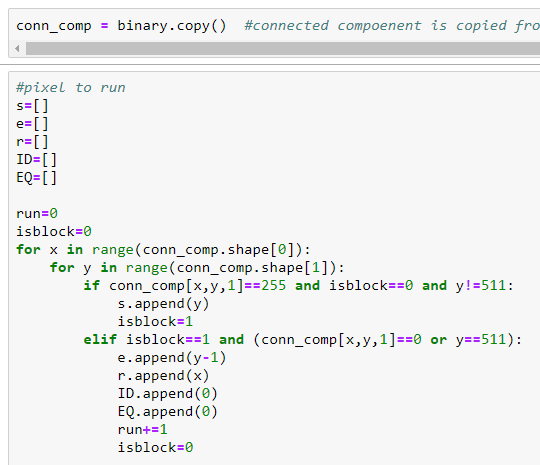 conn_comp = binary.copy()  #connected compoenent is copied fro
#pixel to run
s=[]
e=[]
r=[]
ID=[]
EQ=[]

run=0
isblock=0
for x in range(conn_comp.shape[0]):
    for y in range(conn_comp.shape[1]):
        if conn_comp[x,y,1]==255 and isblock==0 and y!=511:
            s.append(y)
            isblock=1
        elif isblock==1 and (conn_comp[x,y,1]==0 or y==511):
            e.append(y-1)
            r.append(x)
            ID.append(0)
            EQ.append(0)
            run+=1
            isblock=0